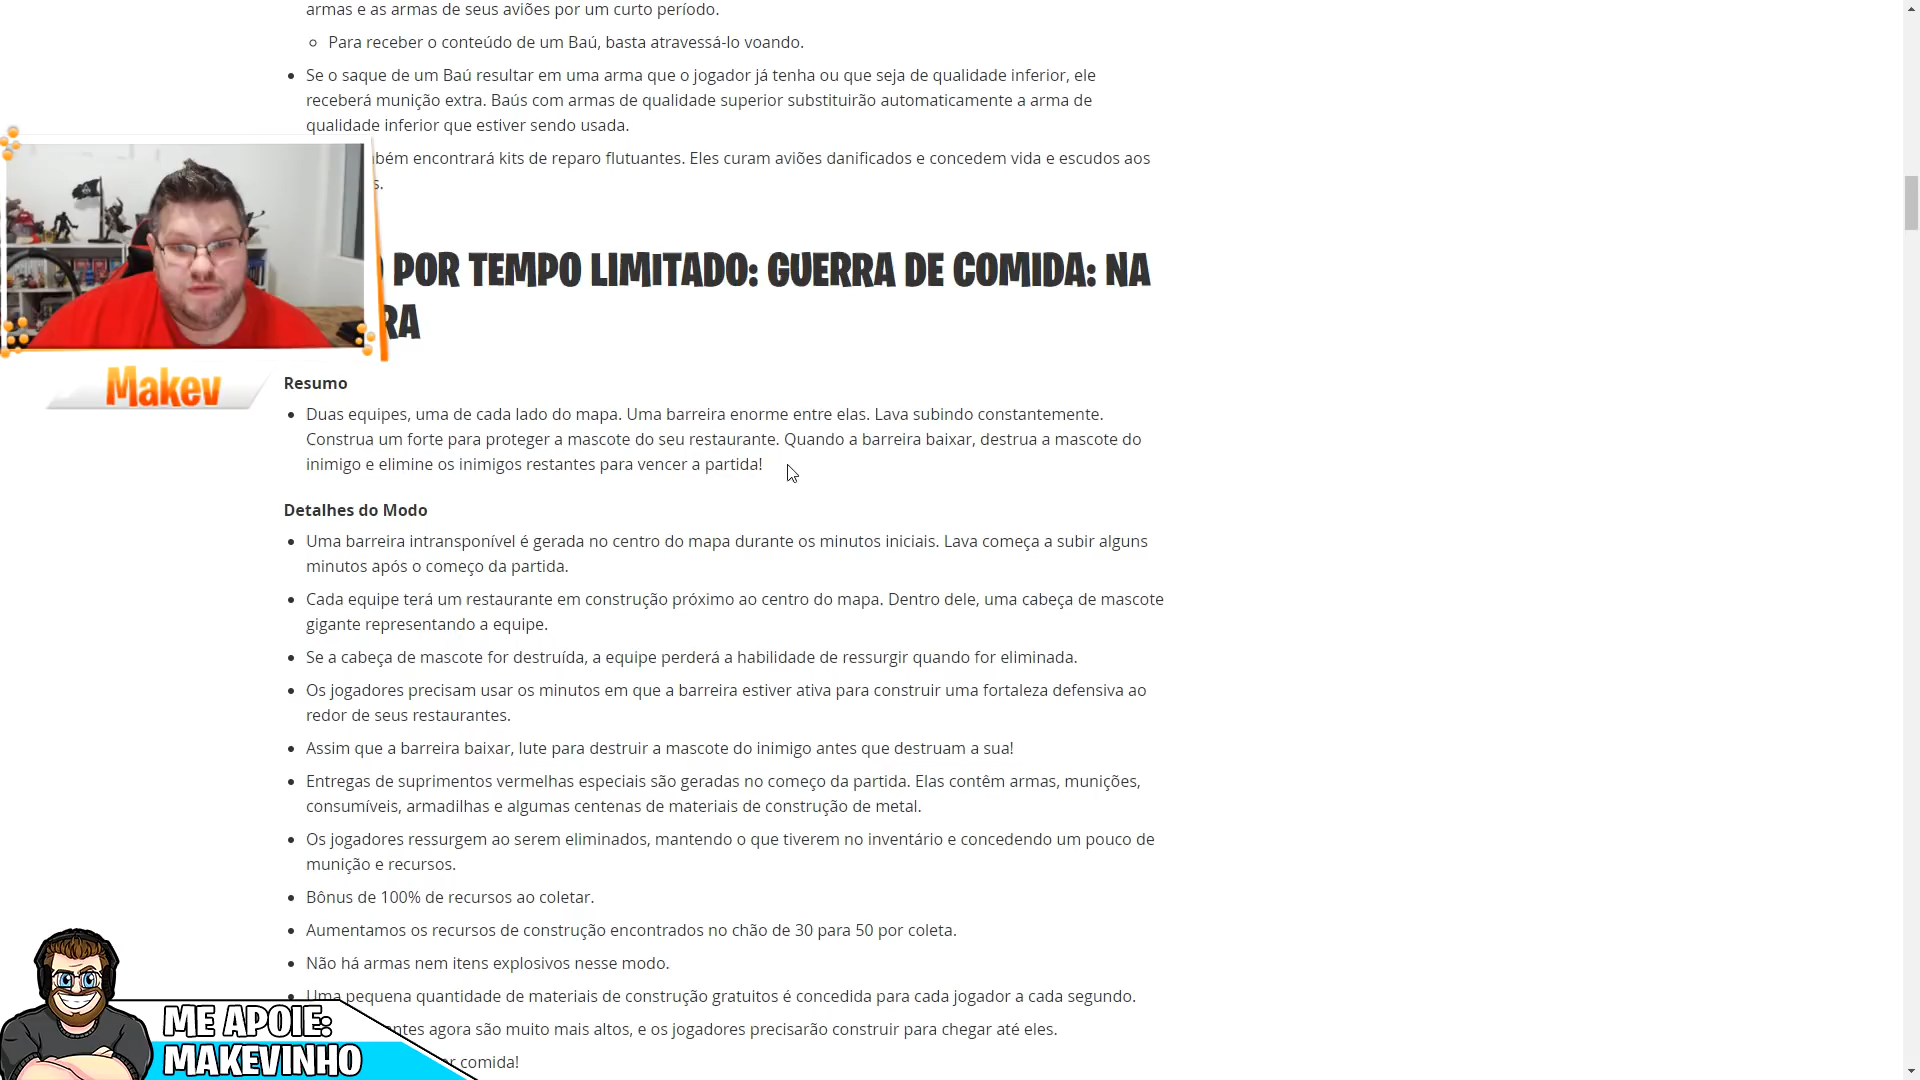 armas e as armas de seus aviões por um curto período.
Para receber o conteúdo de um Baú, basta atravessá-lo voando.
Se o saque de um Baú resultar em uma arma que o jogador já tenha ou que seja de qualidade inferior, ele
receberá munição extra. Baús com armas de qualidade superior substituirão automaticamente a arma de
qualidade inferior que estiver sendo usada.
encontrará kits de reparo flutuantes. Eles curam aviões danificados e concedem vida e escudos aos
POR TEMPO LIMITADO: GUERRA DE COMIDA: NA
Makev
Resumo
Duas equipes, uma de cada lado do mapa. Uma barreira enorme entre elas. Lava subindo constantemente.
Construa um forte para proteger a mascote do seu restaurante. Quando a barreira baixar, destrua a mascote do
inimigo e elimine os inimigos restantes para vencer a partida!
Detalhes do Modo
Uma barreira intransponível é gerada no centro do mapa durante os minutos iniciais. Lava começa a subir alguns
minutos após o começo da partida.
Cada equipe terá um restaurante em construção próximo ao centro do mapa. Dentro dele, uma cabeça de mascote
gigante representando a equipe.
Se a cabeça de mascote for destruída, a equipe perderá a habilidade de ressurgir quando for eliminada.
Os jogadores precisam usar os minutos em que a barreira estiver ativa para construir uma fortaleza defensiva ao
redor de seus restaurantes.
Assim que a barreira baixar, lute para destruir a mascote do inimigo antes que destruam a sua!
Entregas de suprimentos vermelhas especiais são geradas no começo da partida. Elas contêm armas, munições,
consumíveis, armadilhas e algumas centenas de materiais de construção de metal.
Os jogadores ressurgem ao serem eliminados, mantendo o que tiverem no inventário e concedendo um pouco de
munição e recursos.
Bônus de 100% de recursos ao coletar.
Aumentamos os recursos de construção encontrados no chão de 30 para 50 por coleta.
Não há armas nem itens explosivos nesse modo.
Uma pequena quantidade de materiais de construção gratuitos é concedida para cada jogador a cada segundo.
agora são muito mais altos, e os jogadores precisarão construir para chegar até eles.
comida!
ME APOIE:
MAKEVINHO